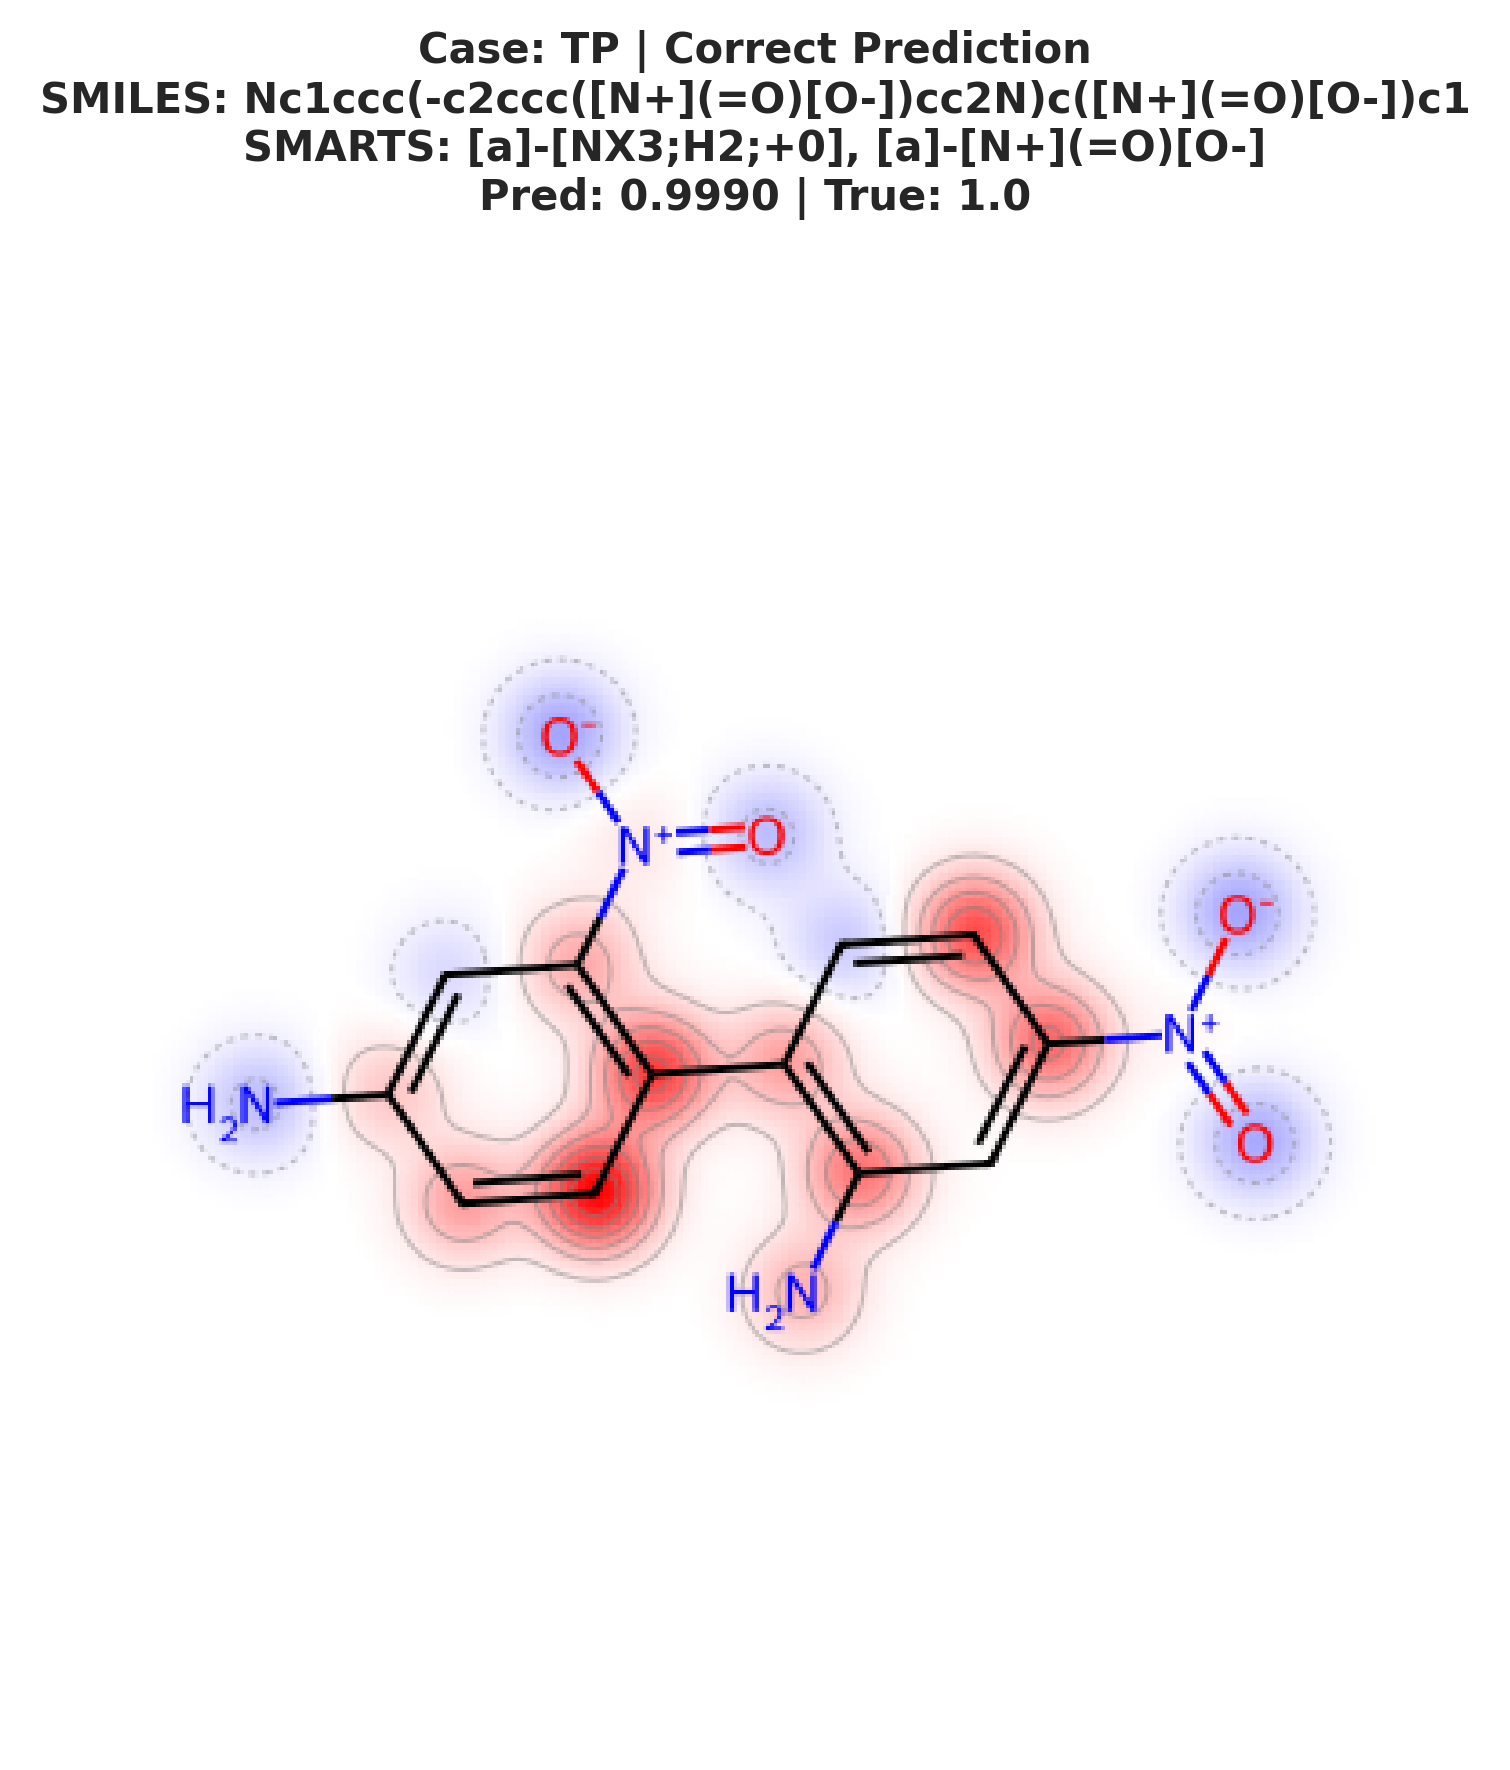 Case: TP | Correct Prediction
SMILES: Nc1ccc(-c2ccc([N+](=O)[O-])cc2N)c([N+](=O)[O-])c1
SMARTS: [a]-[NX3;H2;+0], [a]-[N+](=O)[O-]
Pred: 0.9990 | True: 1.0
O⁻
N⁺
O
O⁻
N⁺
H₂N
O
H₂N